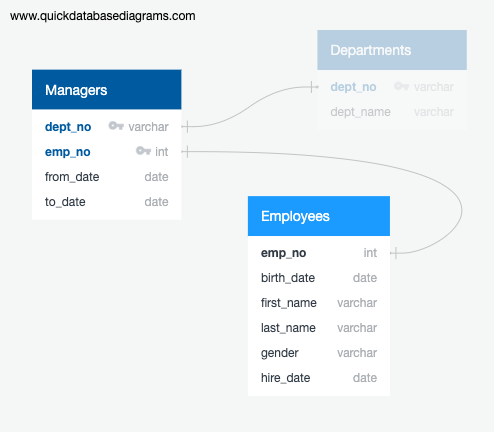 www.quickdatabasediagrams.com
Departments
dept_no varchar
dept_name varchar
Managers
dept_no varchar
emp_no int
from_date date
to_date date
Employees
emp_no int
birth_date date
first_name varchar
last_name varchar
gender varchar
hire_date date